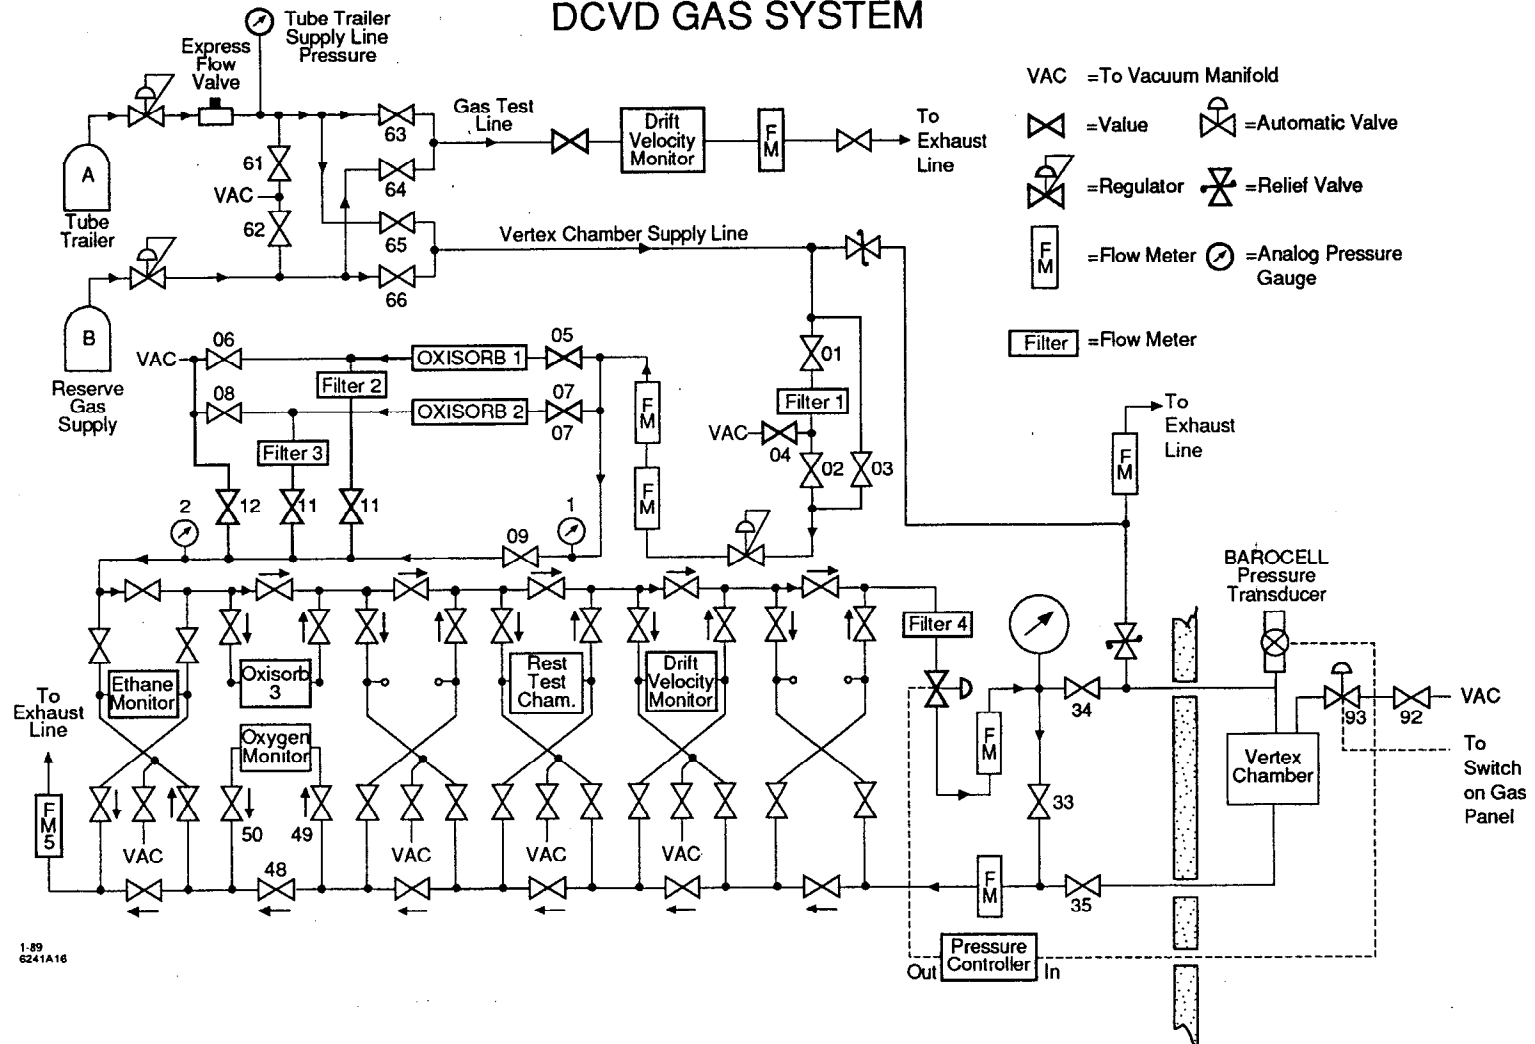 DCVD GAS SYSTEM
Tube Trailer
Supply Line
Pressure
Express
Flow
Valve
A
Tube
Trailer
61
VAC
62
63
64
65
66
Gas Test
Line
Drift
Velocity
Monitor
FM
To
Exhaust
Line
VAC =To Vacuum Manifold
=Value
=Automatic Valve
=Regulator
=Relief Valve
FM
=Flow Meter
=Analog Pressure
Gauge
Filter
=Flow Meter
Vertex Chamber Supply Line
B
Reserve
Gas
Supply
VAC
06
OXISORB 1
05
Filter 2
08
OXISORB 2
07
07
Filter 3
FM
FM
01
Filter 1
VAC
04
02
03
2
12
11
11
09
1
To
Exhaust
Line
FM
BAROCELL
Pressure
Transducer
Filter 4
Ethane
Monitor
Oxisorb
3
Rest
Test
Cham.
Drift
Velocity
Monitor
To
Exhaust
Line
Oxygen
Monitor
FM
34
33
93
92
VAC
To
Switch
on Gas
Panel
Vertex
Chamber
FM5
VAC
50
49
48
VAC
VAC
VAC
FM
35
Pressure
Controller
Out
In
1-89
6241A16